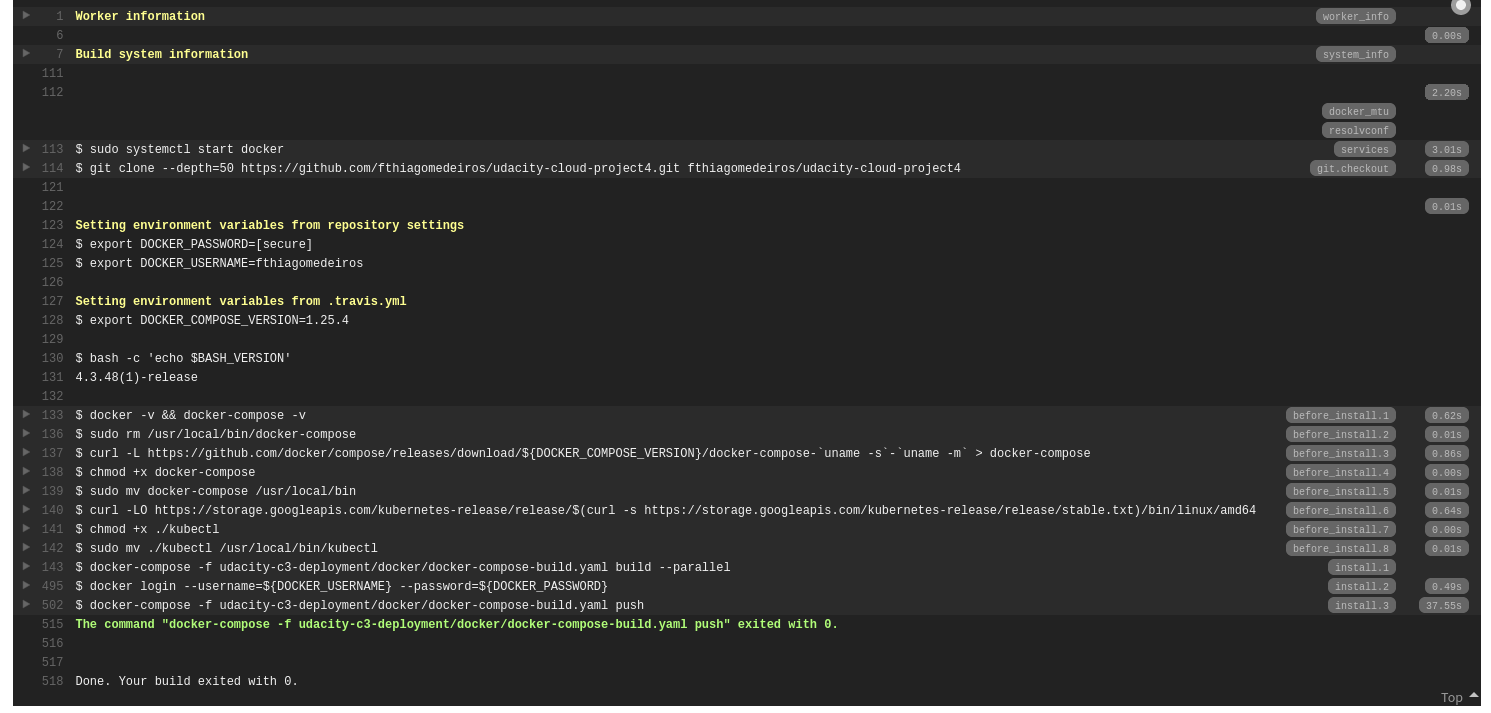 1 Worker information worker_info
6 0.00s
7 Build system information system_info
111
112 2.20s
docker_mtu
resolvconf
113 $ sudo systemctl start docker services 3.01s
114 $ git clone --depth=50 https://github.com/fthiagomedeiros/udacity-cloud-project4.git fthiagomedeiros/udacity-cloud-project4 git.checkout 0.98s
121
122 0.01s
123 Setting environment variables from repository settings
124 $ export DOCKER_PASSWORD=[secure]
125 $ export DOCKER_USERNAME=fthiagomedeiros
126
127 Setting environment variables from .travis.yml
128 $ export DOCKER_COMPOSE_VERSION=1.25.4
129
130 $ bash -c 'echo $BASH_VERSION'
131 4.3.48(1)-release
132
133 $ docker -v && docker-compose -v before_install.1 0.62s
136 $ sudo rm /usr/local/bin/docker-compose before_install.2 0.01s
137 $ curl -L https://github.com/docker/compose/releases/download/${DOCKER_COMPOSE_VERSION}/docker-compose-`uname -s`-`uname -m` > docker-compose before_install.3 0.86s
138 $ chmod +x docker-compose before_install.4 0.00s
139 $ sudo mv docker-compose /usr/local/bin before_install.5 0.01s
140 $ curl -LO https://storage.googleapis.com/kubernetes-release/release/$(curl -s https://storage.googleapis.com/kubernetes-release/release/stable.txt)/bin/linux/amd64 before_install.6 0.64s
141 $ chmod +x ./kubectl before_install.7 0.00s
142 $ sudo mv ./kubectl /usr/local/bin/kubectl before_install.8 0.01s
143 $ docker-compose -f udacity-c3-deployment/docker/docker-compose-build.yaml build --parallel install.1
495 $ docker login --username=${DOCKER_USERNAME} --password=${DOCKER_PASSWORD} install.2 0.49s
502 $ docker-compose -f udacity-c3-deployment/docker/docker-compose-build.yaml push install.3 37.55s
515 The command "docker-compose -f udacity-c3-deployment/docker/docker-compose-build.yaml push" exited with 0.
516
517
518 Done. Your build exited with 0.
Top